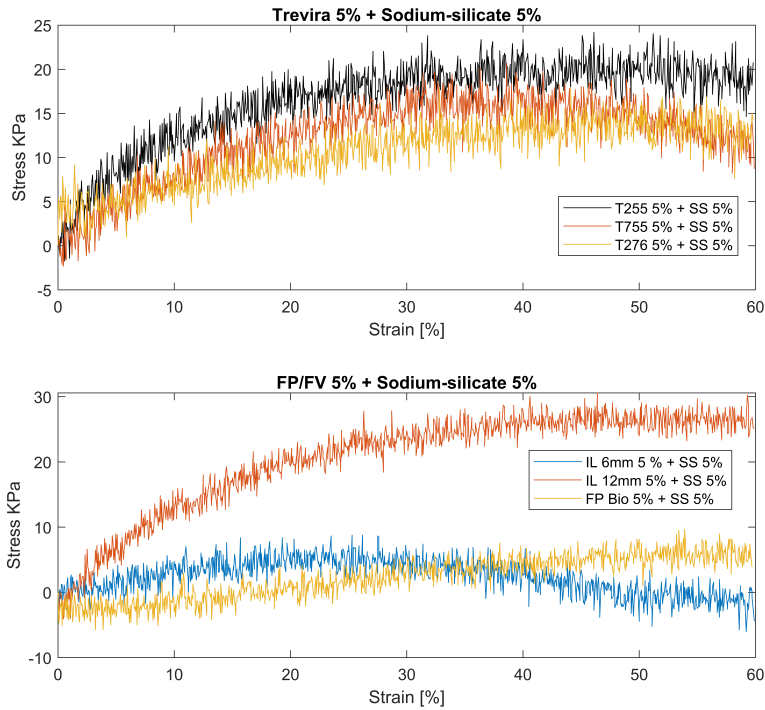 Trevira 5% + Sodium-silicate 5%
25
20
15
10
5
0
-5
Stress KPa
T255 5% + SS 5%
T755 5% + SS 5%
T276 5% + SS 5%
0 10 20 30 40 50 60
Strain [%]
FP/FV 5% + Sodium-silicate 5%
30
20
10
0
-10
Stress KPa
IL 6mm 5 % + SS 5%
IL 12mm 5% + SS 5%
FP Bio 5% + SS 5%
0 10 20 30 40 50 60
Strain [%]